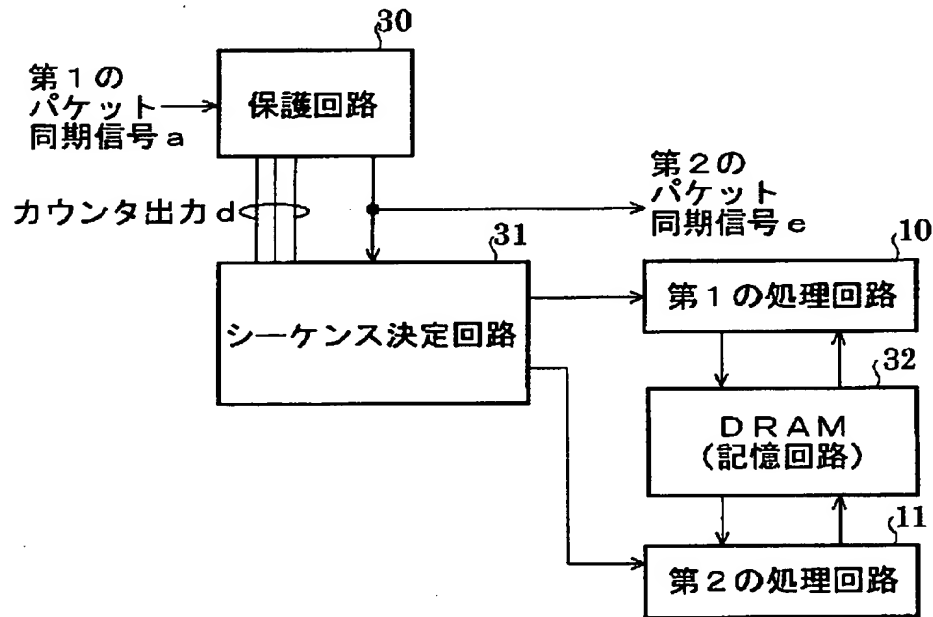 30
第1の
パケット
同期信号a
保護回路
カウンタ出力d
第2の
パケット
同期信号e
31
シーケンス決定回路
10
第1の処理回路
32
DRAM
(記憶回路)
11
第2の処理回路